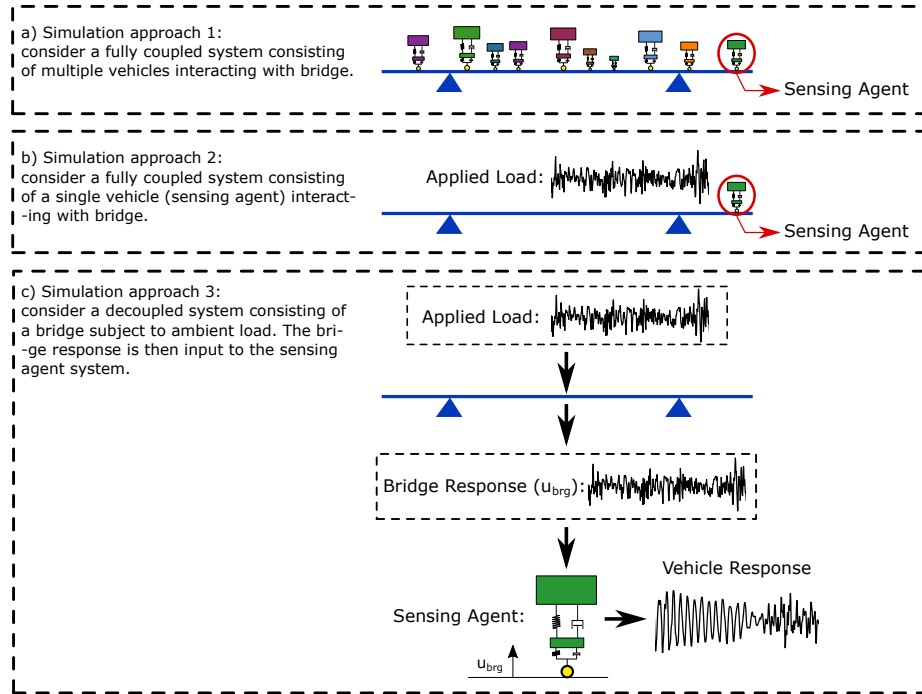 a) Simulation approach 1:
consider a fully coupled system consisting
of multiple vehicles interacting with bridge.
Sensing Agent
b) Simulation approach 2:
consider a fully coupled system consisting
of a single vehicle (sensing agent) interact-
-ing with bridge.
Applied Load:
Sensing Agent
c) Simulation approach 3:
consider a decoupled system consisting of
a bridge subject to ambient load. The bri-
-ge response is then input to the sensing
agent system.
Applied Load:
Bridge Response (u_brg):
Vehicle Response
Sensing Agent:
u_brg